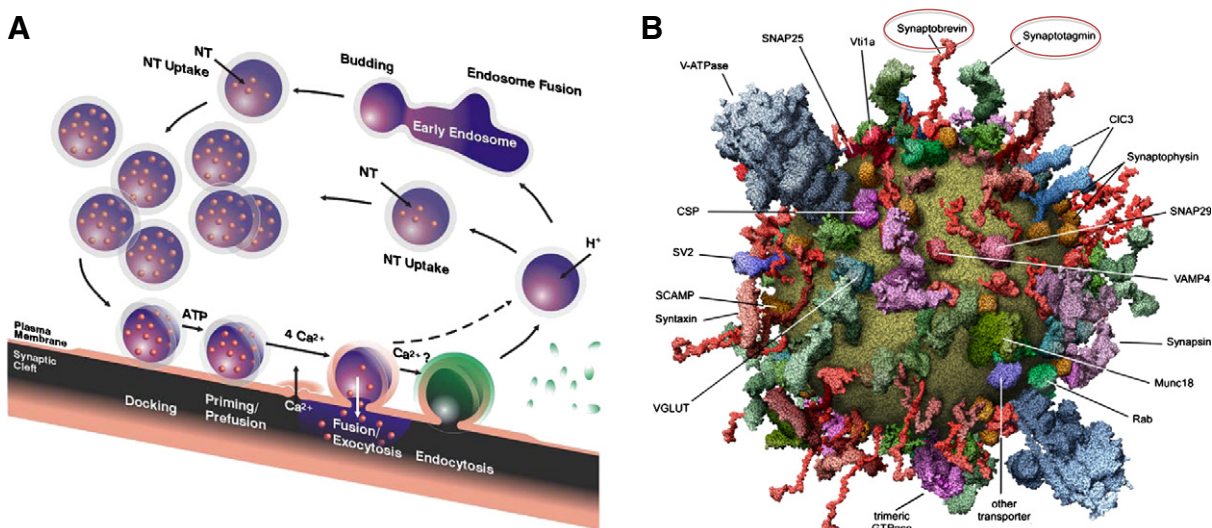 A
NT
NT Uptake
Budding
Endosome Fusion
Early Endosome
NT
NT Uptake
H+
ATP
4 Ca2+
Ca2+ ?
Plasma
Membrane
Synaptic
Cleft
Docking
Priming/
Prefusion
Ca2+
Fusion/
Exocytosis
Endocytosis
B
SNAP25
Vti1a
Synaptobrevin
Synaptotagmin
V-ATPase
ClC3
Synaptophysin
CSP
SNAP29
SV2
VAMP4
SCAMP
Syntaxin
Synapsin
Munc18
VGLUT
Rab
trimeric
other
transporter